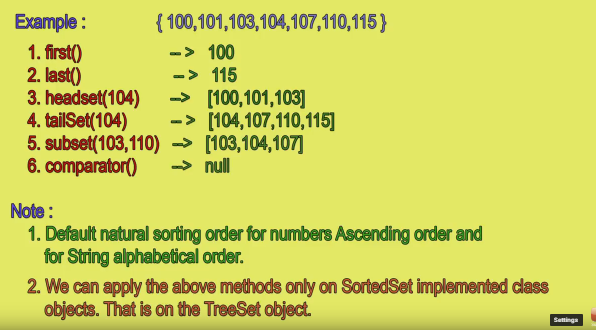 Example : { 100,101,103,104,107,110,115 }
1. first() -- > 100
2. last() -- > 115
3. headset(104) --> [100,101,103]
4. tailSet(104) -- > [104,107,110,115]
5. subset(103,110) --> [103,104,107]
6. comparator() --> null
Note :
1. Default natural sorting order for numbers Ascending order and
for String alphabetical order.
2. We can apply the above methods only on SortedSet implemented class
objects. That is on the TreeSet object.
Settings